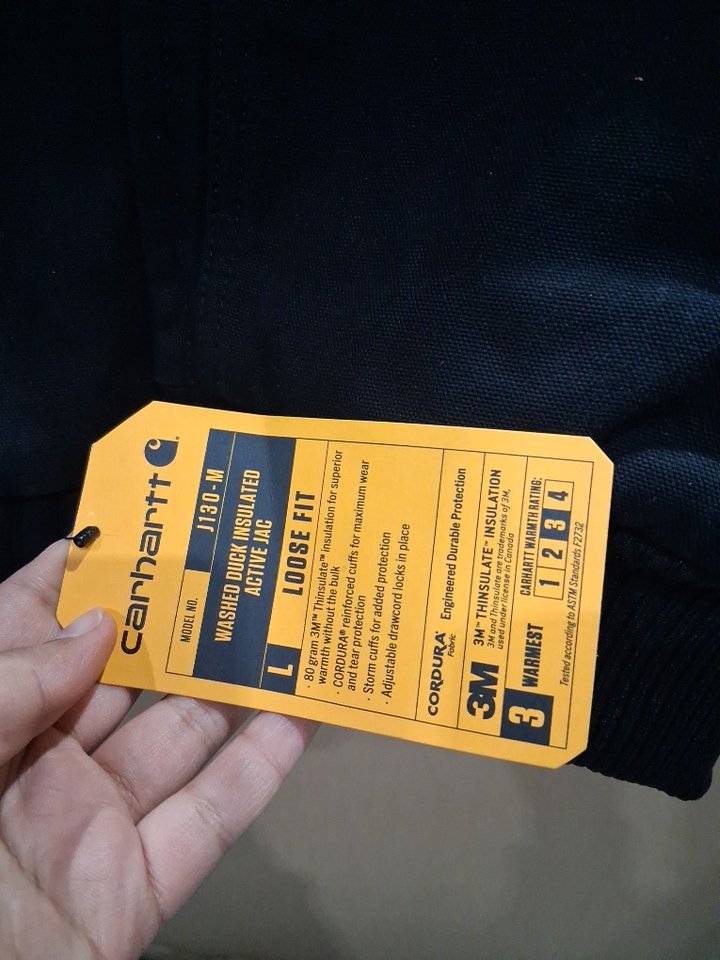 carhartt
MODEL NO. J130-M
WASHED DUCK INSULATED
ACTIVE JAC
L LOOSE FIT
· 80 gram 3M™ Thinsulate™ insulation for superior
warmth without the bulk
· CORDURA® reinforced cuffs for maximum wear
and tear protection
· Storm cuffs for added protection
· Adjustable drawcord locks in place
CORDURA® Engineered Durable Protection
Fabric
3M 3M™ THINSULATE™ INSULATION
3M and Thinsulate are trademarks of 3M,
used under license in Canada
3 WARMEST
CARHARTT WARMTH RATING:
1 2 3 4
Tested according to ASTM Standards F2732